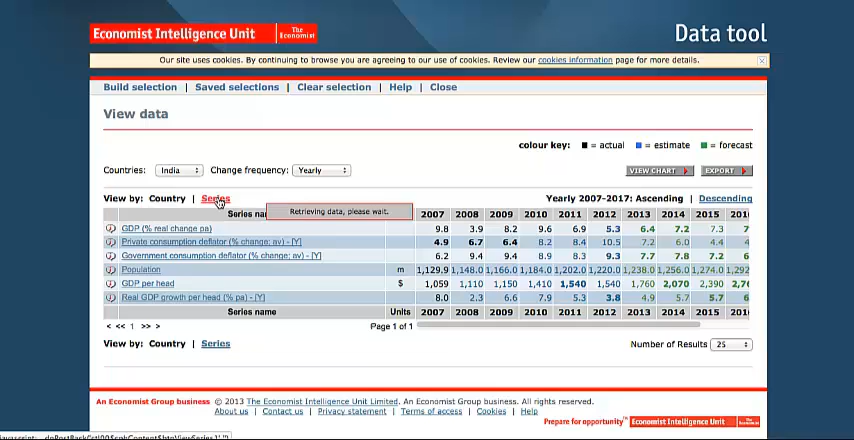 Economist Intelligence Unit The Economist
Data tool
Our site uses cookies. By continuing to browse you are agreeing to our use of cookies. Review our cookies information page for more details.
Build selection | Saved selections | Clear selection | Help | Close
View data
colour key: = actual = estimate = forecast
Countries: India Change frequency: Yearly VIEW CHART EXPORT
View by: Country | Series Yearly 2007-2017: Ascending | Descending
Retrieving data, please wait.
Series 2007 2008 2009 2010 2011 2012 2013 2014 2015
GDP (% real change pa) 9.8 3.9 8.2 9.6 6.9 5.3 6.4 7.2 7.3
Private consumption deflator (% change; av) - [Y] 4.9 6.7 6.4 8.2 8.4 10.5 7.2 6.0 4.4
Government consumption deflator (% change; av) - [Y] 6.2 9.4 9.4 8.9 8.3 9.3 7.7 7.8 7.2
Population m 1,129.9 1,148.0 1,166.0 1,184.0 1,202.0 1,220.0 1,238.0 1,256.0 1,274.0 1,292
GDP per head $ 1,059 1,110 1,150 1,410 1,540 1,540 1,760 2,070 2,390
Real GDP growth per head (% pa) - [Y] 8.0 2.3 6.6 7.9 5.3 3.8 4.9 5.7 5.7
Series name Units 2007 2008 2009 2010 2011 2012 2013 2014 2015
< << 1 >> > Page 1 of 1
View by: Country | Series Number of Results 25
An Economist Group business © 2013 The Economist Intelligence Unit Limited. An Economist Group business. All rights reserved.
About us | Contact us | Privacy statement | Terms of access | Cookies | Help
Prepare for opportunity™ Economist Intelligence Unit